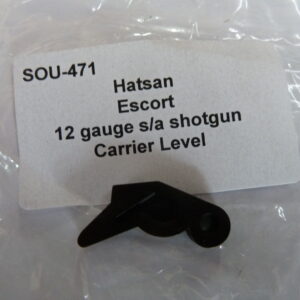 SOU-471
Hatsan
Escort
12 gauge s/a shotgun
Carrier Level